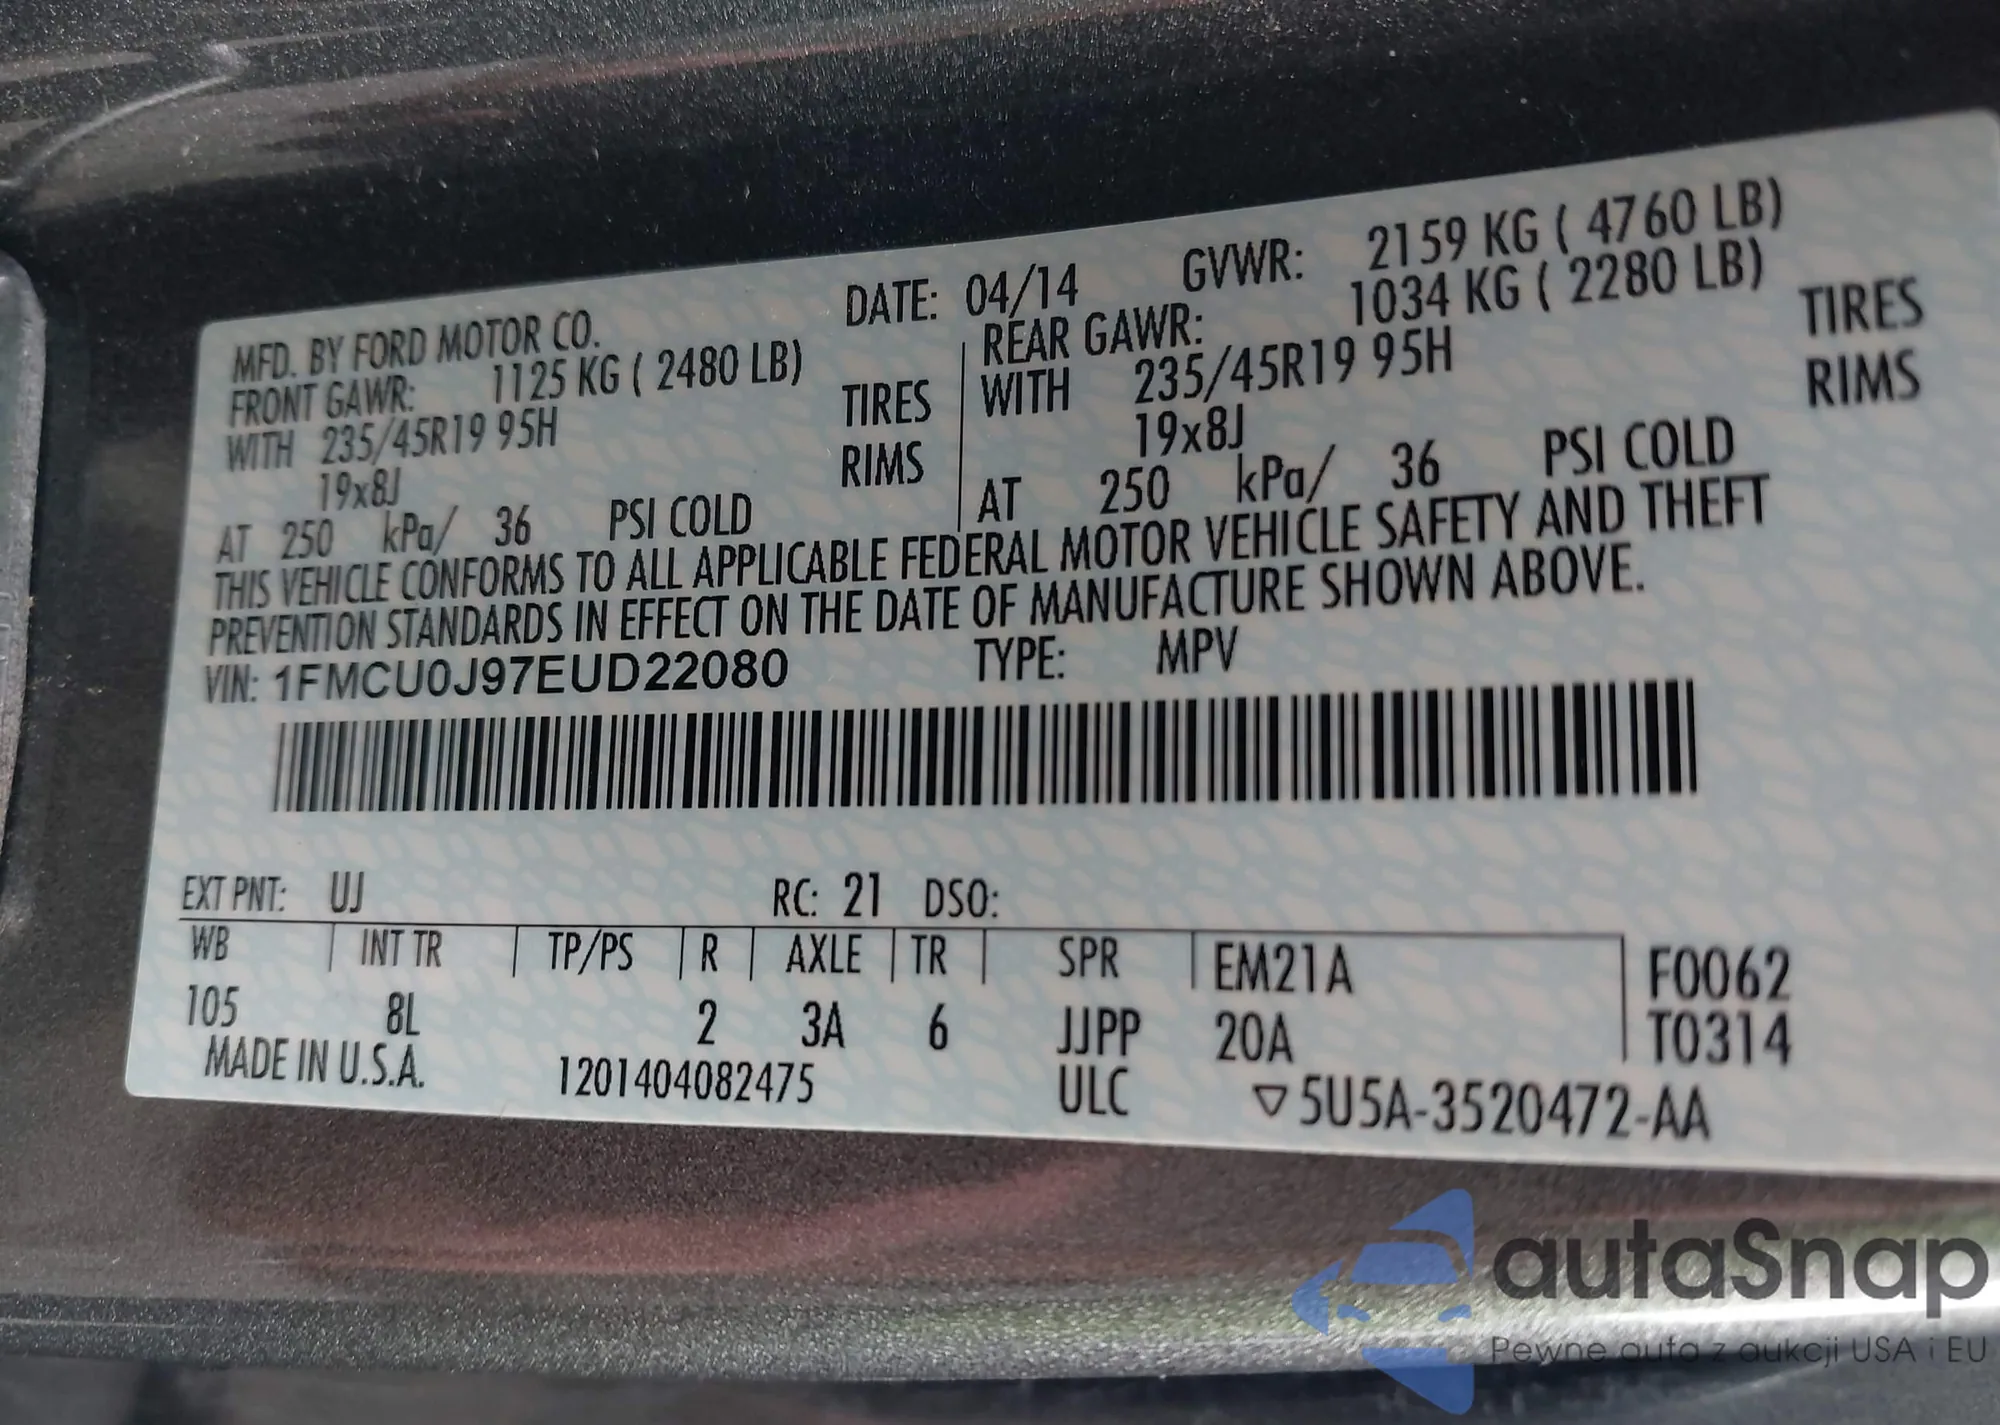 MFD. BY FORD MOTOR CO. DATE: 04/14 GVWR: 2159 KG ( 4760 LB)
FRONT GAWR: 1125 KG ( 2480 LB) REAR GAWR: 1034 KG ( 2280 LB)
WITH 235/45R19 95H TIRES WITH 235/45R19 95H TIRES
19x8J RIMS 19x8J RIMS
AT 250 kPa/ 36 PSI COLD AT 250 kPa/ 36 PSI COLD
THIS VEHICLE CONFORMS TO ALL APPLICABLE FEDERAL MOTOR VEHICLE SAFETY AND THEFT
PREVENTION STANDARDS IN EFFECT ON THE DATE OF MANUFACTURE SHOWN ABOVE.
VIN: 1FMCU0J97EUD22080 TYPE: MPV
EXT PNT: UJ RC: 21 DSO:
WB INT TR TP/PS R AXLE TR SPR EM21A F0062
105 8L 2 3A 6 JJPP 20A T0314
MADE IN U.S.A. 1201404082475 ULC ▽5U5A-3520472-AA
autaSnap
Pewne auta z aukcji USA i EU